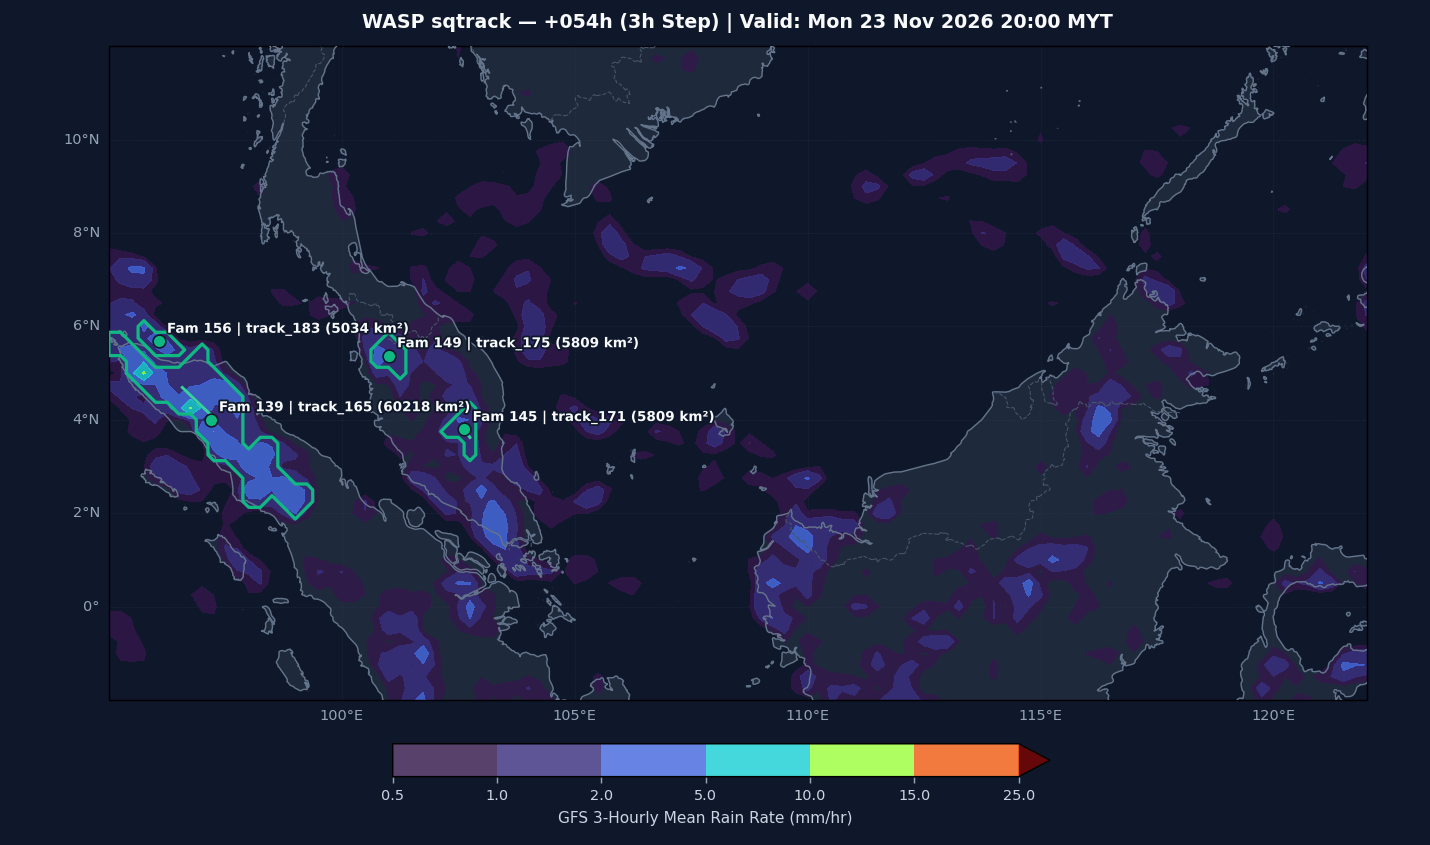 WASP sqtrack — +054h (3h Step) | Valid: Mon 23 Nov 2026 20:00 MYT
10°N
8°N
6°N
4°N
2°N
0°
Fam 156 | track_183 (5034 km²)
Fam 149 | track_175 (5809 km²)
Fam 139 | track_165 (60218 km²)
Fam 145 | track_171 (5809 km²)
100°E 105°E 110°E 115°E 120°E
0.5 1.0 2.0 5.0 10.0 15.0 25.0
GFS 3-Hourly Mean Rain Rate (mm/hr)